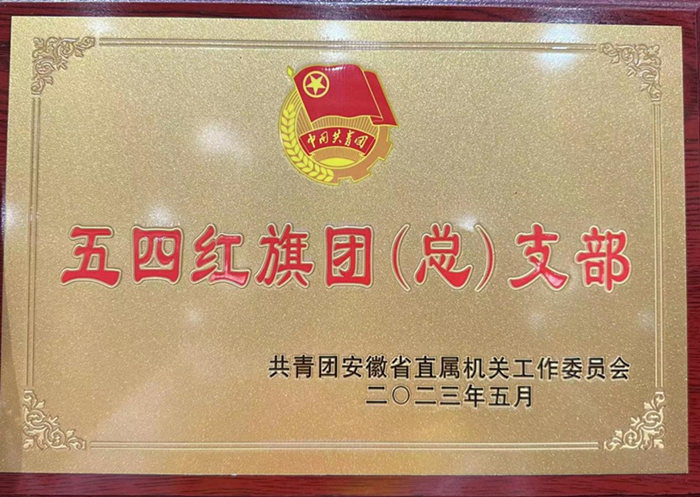 中国共青团
五四红旗团(总)支部
共青团安徽省直属机关工作委员会
二〇二三年五月